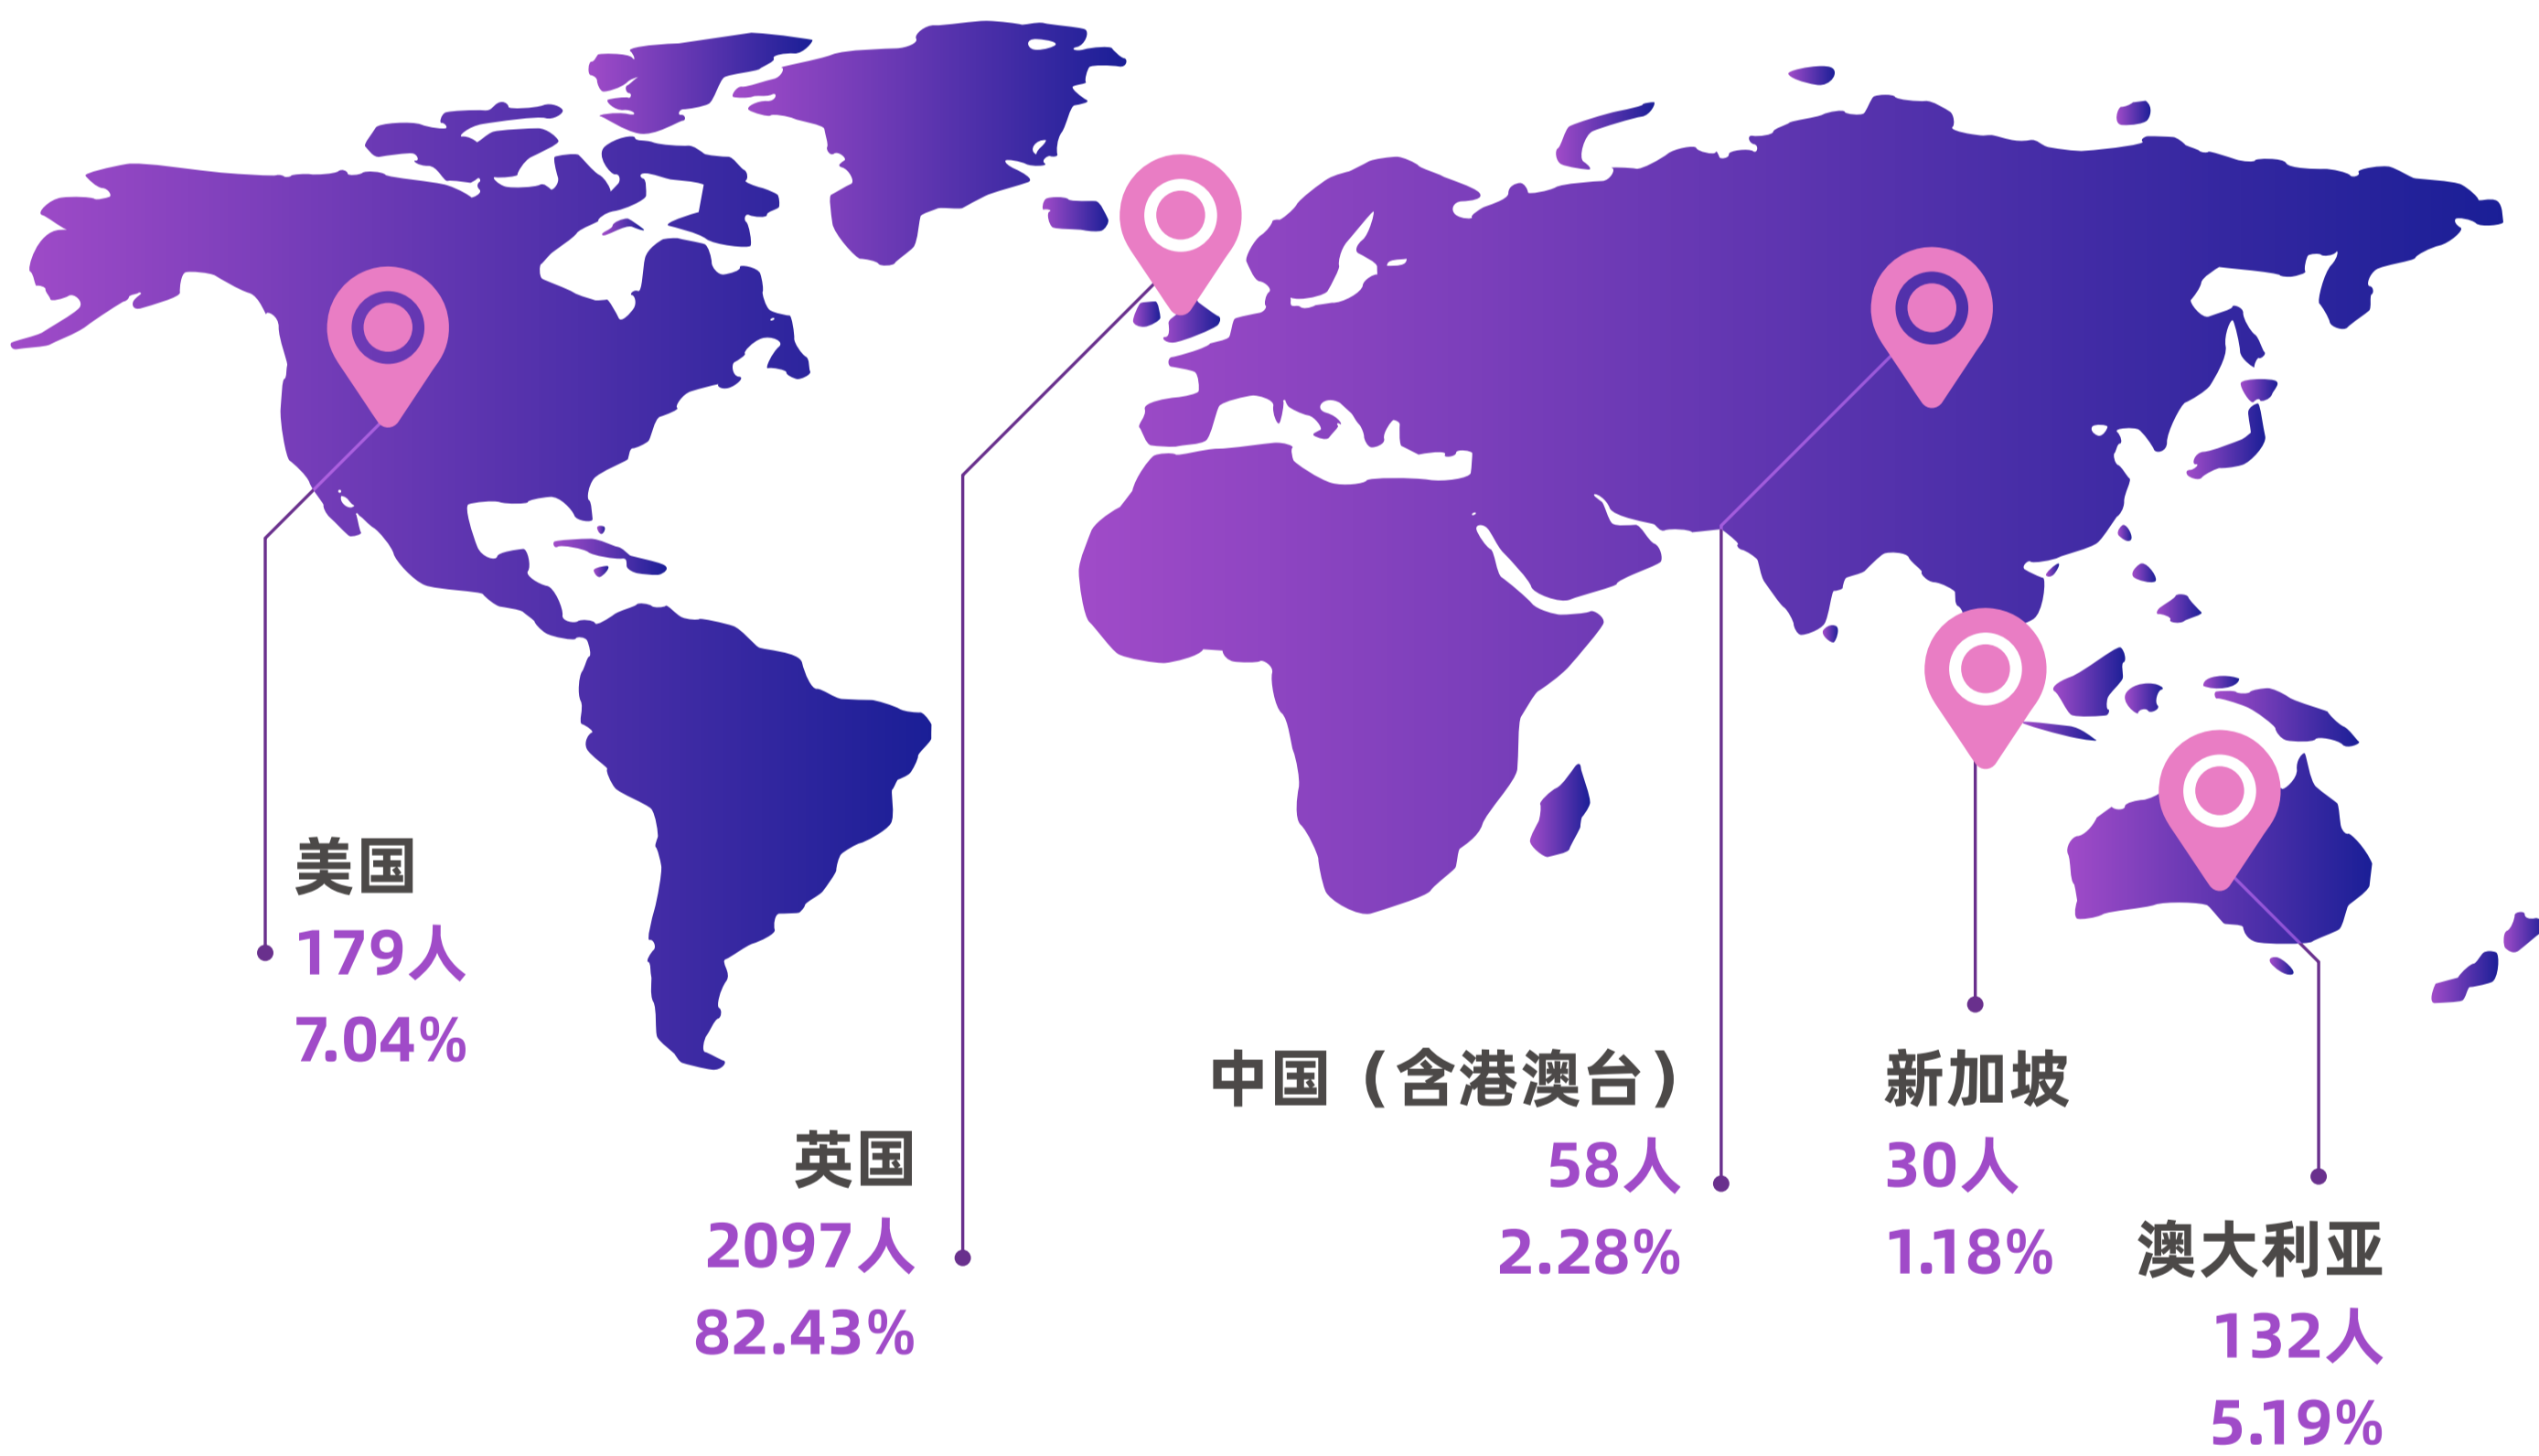 美国
179人
7.04%
英国
2097人
82.43%
中国（含港澳台）
58人
2.28%
新加坡
30人
1.18%
澳大利亚
132人
5.19%